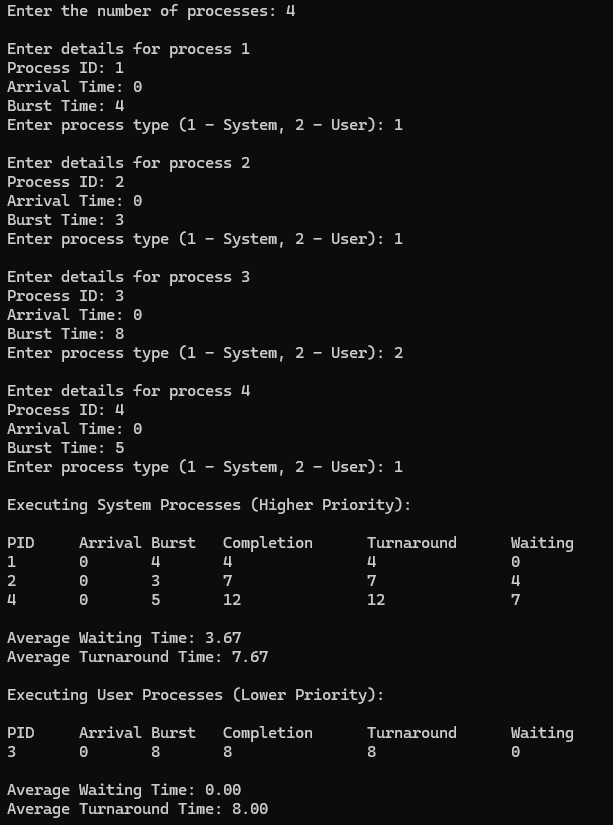 Enter the number of processes: 4
Enter details for process 1
Process ID: 1
Arrival Time: 0
Burst Time: 4
Enter process type (1 - System, 2 - User): 1
Enter details for process 2
Process ID: 2
Arrival Time: 0
Burst Time: 3
Enter process type (1 - System, 2 - User): 1
Enter details for process 3
Process ID: 3
Arrival Time: 0
Burst Time: 8
Enter process type (1 - System, 2 - User): 2
Enter details for process 4
Process ID: 4
Arrival Time: 0
Burst Time: 5
Enter process type (1 - System, 2 - User): 1
Executing System Processes (Higher Priority):
PID     Arrival Burst   Completion      Turnaround      Waiting
1       0       4       4               4               0
2       0       3       7               7               4
4       0       5       12              12              7
Average Waiting Time: 3.67
Average Turnaround Time: 7.67
Executing User Processes (Lower Priority):
PID     Arrival Burst   Completion      Turnaround      Waiting
3       0       8       8               8               0
Average Waiting Time: 0.00
Average Turnaround Time: 8.00